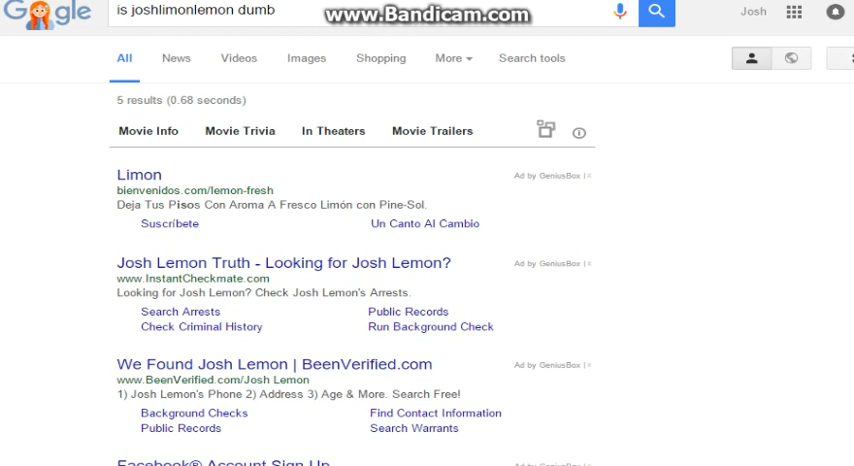 Google
is joshlimonlemon dumb
www.Bandicam.com
Josh
All News Videos Images Shopping More Search tools
5 results (0.68 seconds)
Movie Info Movie Trivia In Theaters Movie Trailers
Limon
Ad by GeniusBox | x
bienvenidos.com/lemon-fresh
Deja Tus Pisos Con Aroma A Fresco Limón con Pine-Sol.
Suscríbete Un Canto Al Cambio
Josh Lemon Truth - Looking for Josh Lemon?
Ad by GeniusBox | x
www.InstantCheckmate.com
Looking for Josh Lemon? Check Josh Lemon's Arrests.
Search Arrests Public Records
Check Criminal History Run Background Check
We Found Josh Lemon | BeenVerified.com
Ad by GeniusBox | x
www.BeenVerified.com/Josh Lemon
1) Josh Lemon's Phone 2) Address 3) Age & More. Search Free!
Background Checks Find Contact Information
Public Records Search Warrants
Facebook® Account Sign Up
Ad by GeniusBox | x